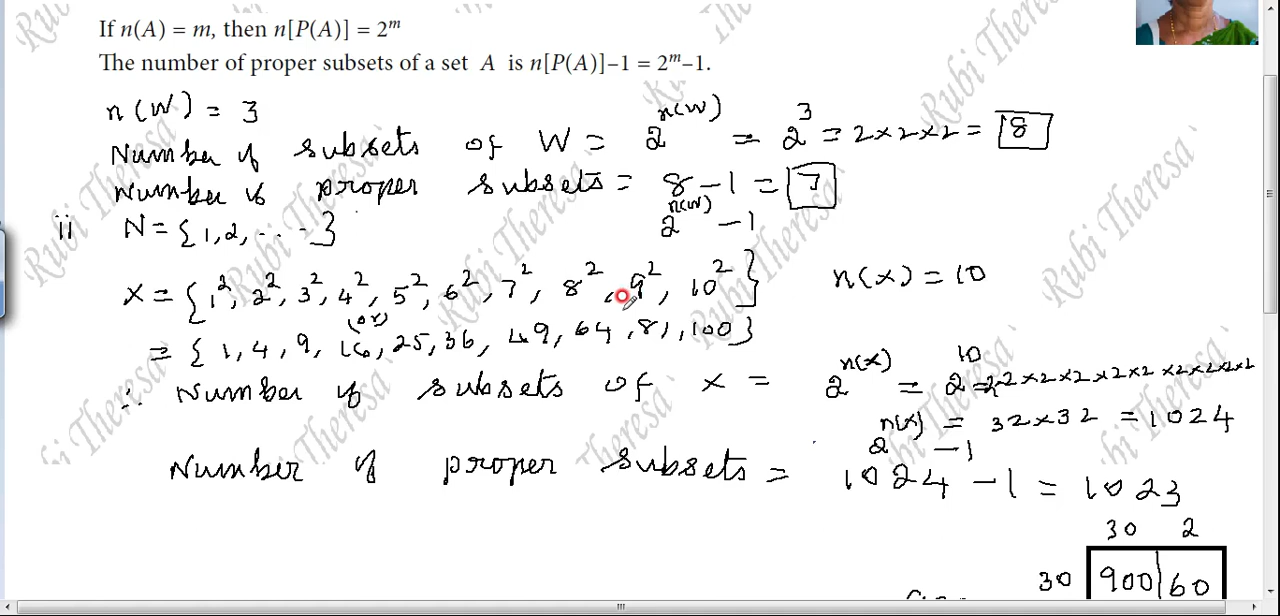 If n(A) = m, then n[P(A)] = 2^m
The number of proper subsets of a set A is n[P(A)]–1 = 2^m–1.
n(W) = 3
Number of subsets of W = 2^n(W) = 2^3 = 2×2×2 = 8
Number of proper subsets = 8 – 1 = 7
2^n(W) – 1
ii N = {1, 2, ....}
X = {1^2, 2^2, 3^2, 4^2, 5^2, 6^2, 7^2, 8^2, 9^2, 10^2} n(X) = 10
(or)
= {1, 4, 9, 16, 25, 36, 49, 64, 81, 100}
∴ Number of subsets of X = 2^n(X) = 2^10 = 2×2×2×2×2×2×2×2×2×2
= 32×32 = 1024
2^n(X) – 1
Number of proper subsets = 1024 – 1 = 1023
30 2
30 900 60
Rubi Theresa